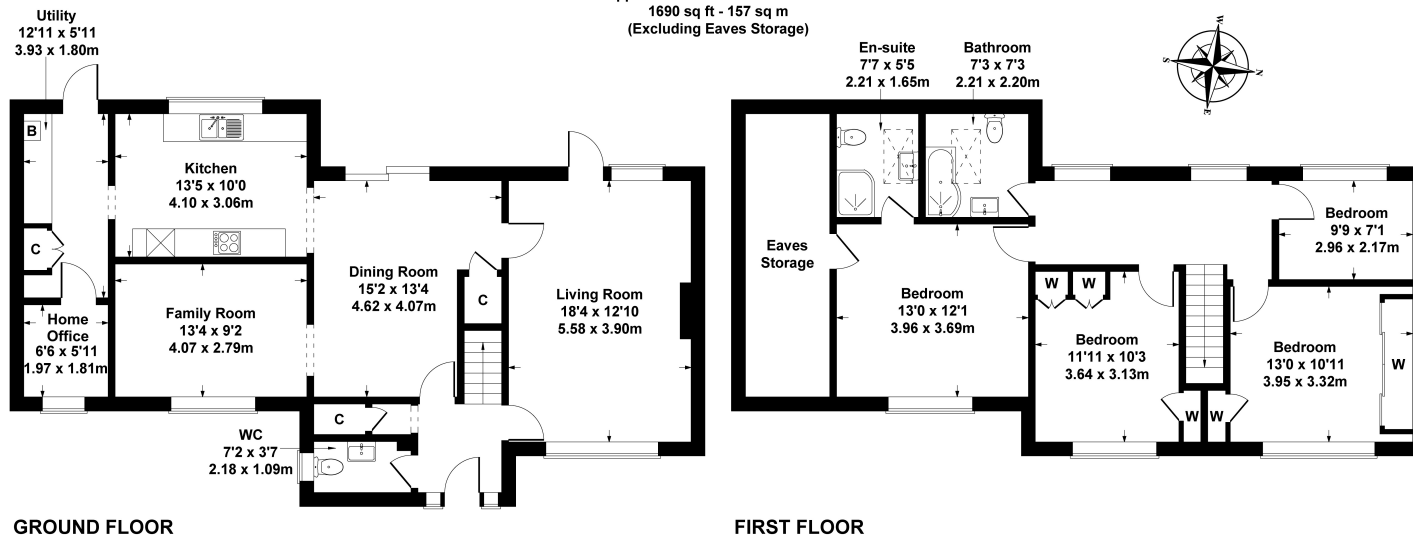 1690 sq ft - 157 sq m
(Excluding Eaves Storage)
Utility
12'11 x 5'11
3.93 x 1.80m
B
C
Kitchen
13'5 x 10'0
4.10 x 3.06m
Family Room
13'4 x 9'2
4.07 x 2.79m
Home
Office
6'6 x 5'11
1.97 x 1.81m
Dining Room
15'2 x 13'4
4.62 x 4.07m
C
Living Room
18'4 x 12'10
5.58 x 3.90m
C
WC
7'2 x 3'7
2.18 x 1.09m
GROUND FLOOR
En-suite
7'7 x 5'5
2.21 x 1.65m
Bathroom
7'3 x 7'3
2.21 x 2.20m
W
N
S
E
Eaves
Storage
Bedroom
13'0 x 12'1
3.96 x 3.69m
Bedroom
9'9 x 7'1
2.96 x 2.17m
W
W
Bedroom
11'11 x 10'3
3.64 x 3.13m
Bedroom
13'0 x 10'11
3.95 x 3.32m
W
W
W
FIRST FLOOR